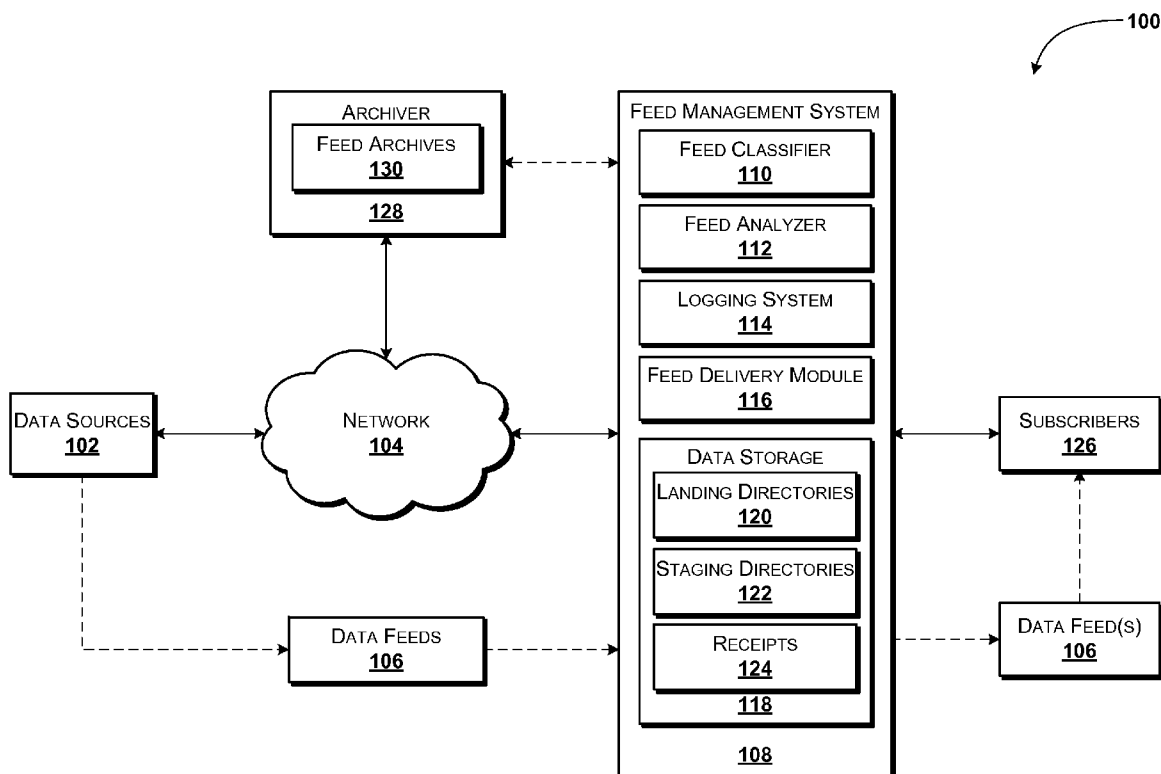 100
ARCHIVER
FEED ARCHIVES
130
128
FEED MANAGEMENT SYSTEM
FEED CLASSIFIER
110
FEED ANALYZER
112
LOGGING SYSTEM
114
FEED DELIVERY MODULE
116
DATA SOURCES
102
NETWORK
104
SUBSCRIBERS
126
DATA STORAGE
LANDING DIRECTORIES
120
STAGING DIRECTORIES
122
RECEIPTS
124
118
108
DATA FEEDS
106
DATA FEED(S)
106